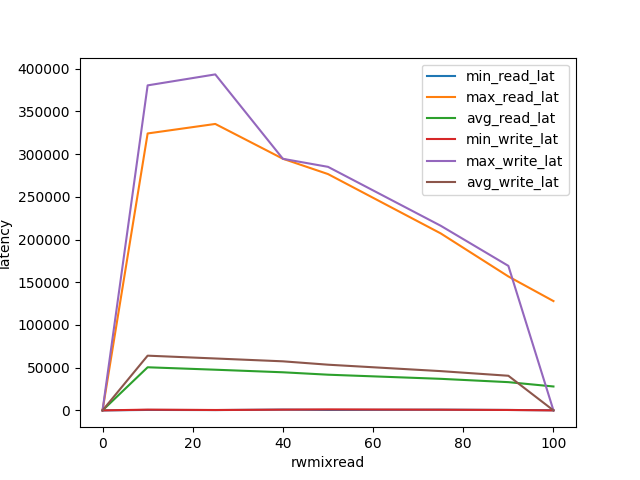 400000
350000
300000
250000
200000
150000
100000
50000
0
latency
0 20 40 60 80 100
rwmixread
min_read_lat
max_read_lat
avg_read_lat
min_write_lat
max_write_lat
avg_write_lat